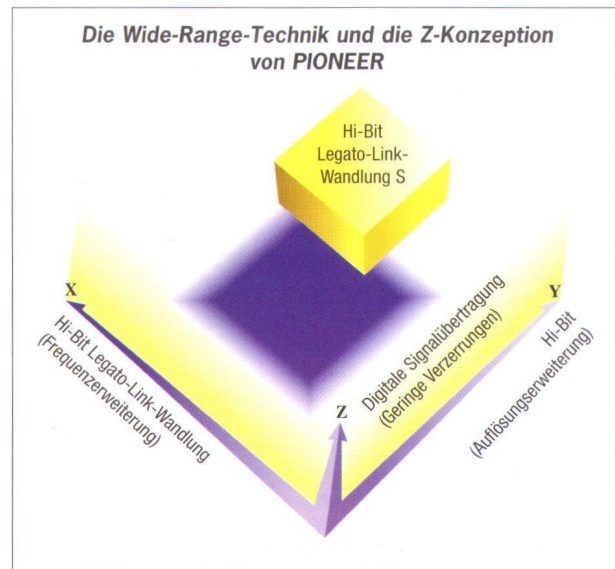 Die Wide-Range-Technik und die Z-Konzeption
von PIONEER
Hi-Bit
Legato-Link-
Wandlung S
X
Y
Hi-Bit Legato-Link-Wandlung
(Frequenzerweiterung)
Z
Digitale Signalübertragung
(Geringe Verzerrungen)
Hi-Bit
(Auflösungserweiterung)